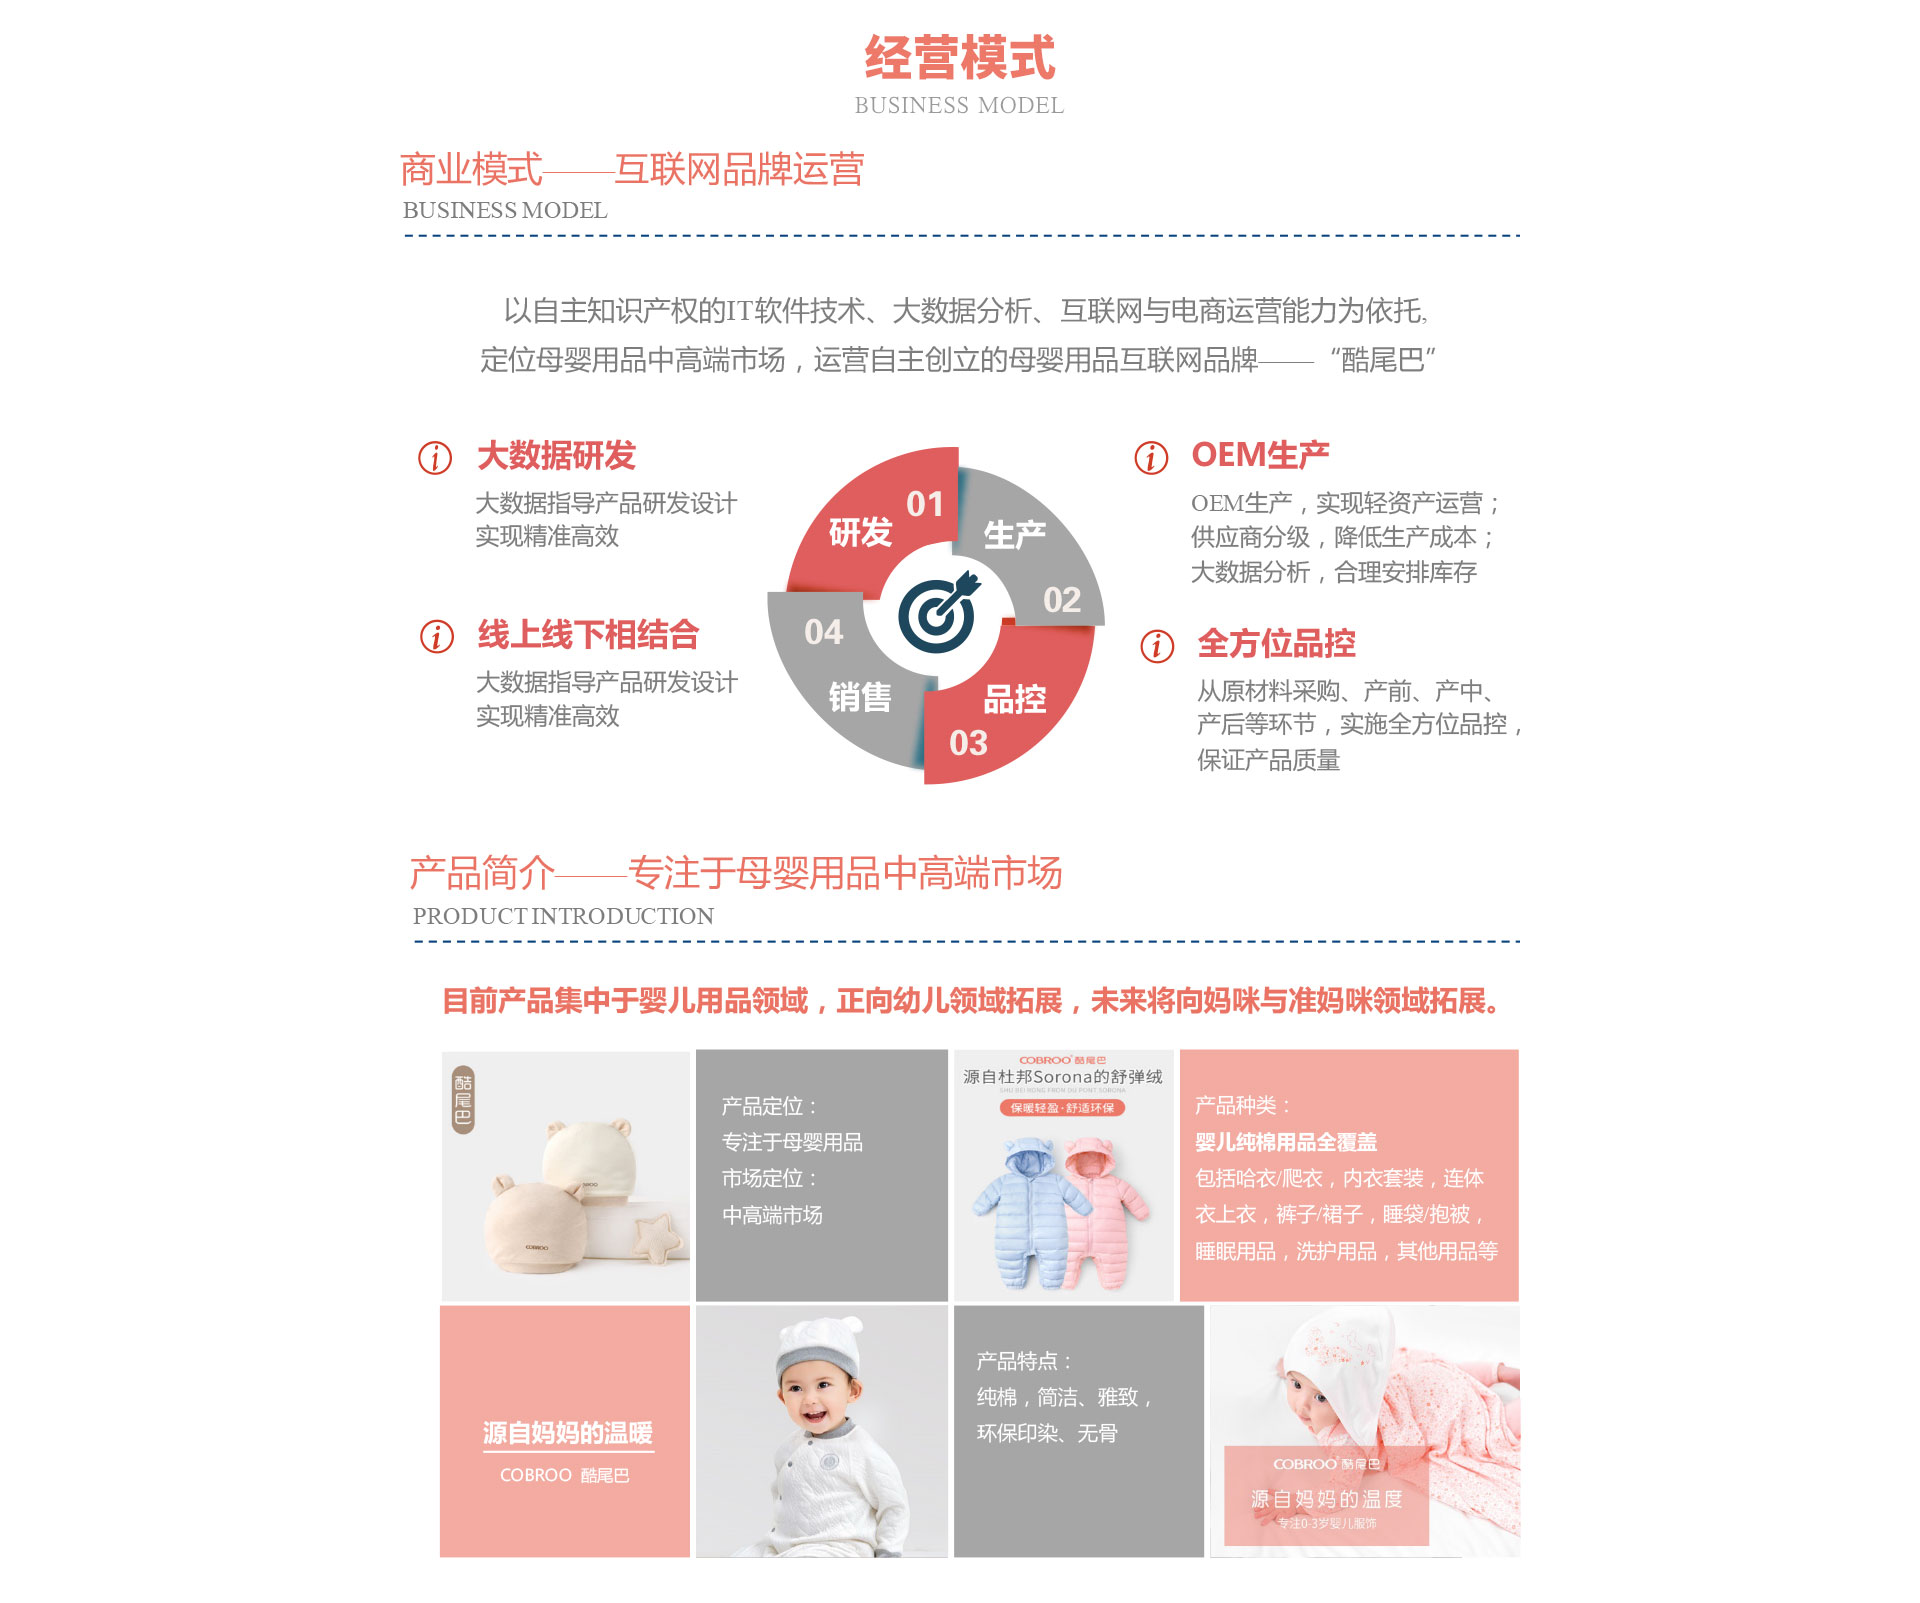 经营模式
BUSINESS MODEL
商业模式——互联网品牌运营
BUSINESS MODEL
以自主知识产权的IT软件技术、大数据分析、互联网与电商运营能力为依托,
定位母婴用品中高端市场，运营自主创立的母婴用品互联网品牌——“酷尾巴”
大数据研发
大数据指导产品研发设计
实现精准高效
线上线下相结合
大数据指导产品研发设计
实现精准高效
01
研发
生产
02
04
销售
品控
03
OEM生产
OEM生产，实现轻资产运营；
供应商分级，降低生产成本；
大数据分析，合理安排库存
全方位品控
从原材料采购、产前、产中、
产后等环节，实施全方位品控，
保证产品质量
产品简介——专注于母婴用品中高端市场
PRODUCT INTRODUCTION
目前产品集中于婴儿用品领域，正向幼儿领域拓展，未来将向妈咪与准妈咪领域拓展。
酷尾巴
COBROO
COBROO
产品定位：
专注于母婴用品
市场定位：
中高端市场
COBROO 酷尾巴
源自杜邦Sorona的舒弹绒
SHU RE RONG FROM DUPONT SORONA
保暖轻盈·舒适环保
产品种类：
婴儿纯棉用品全覆盖
包括哈衣/爬衣，内衣套装，连体
衣上衣，裤子/裙子，睡袋/抱被，
睡眠用品，洗护用品，其他用品等
源自妈妈的温暖
COBROO 酷尾巴
产品特点：
纯棉，简洁、雅致，
环保印染、无骨
COBROO 酷尾巴
源自妈妈的温度
专注0-3岁婴儿服饰